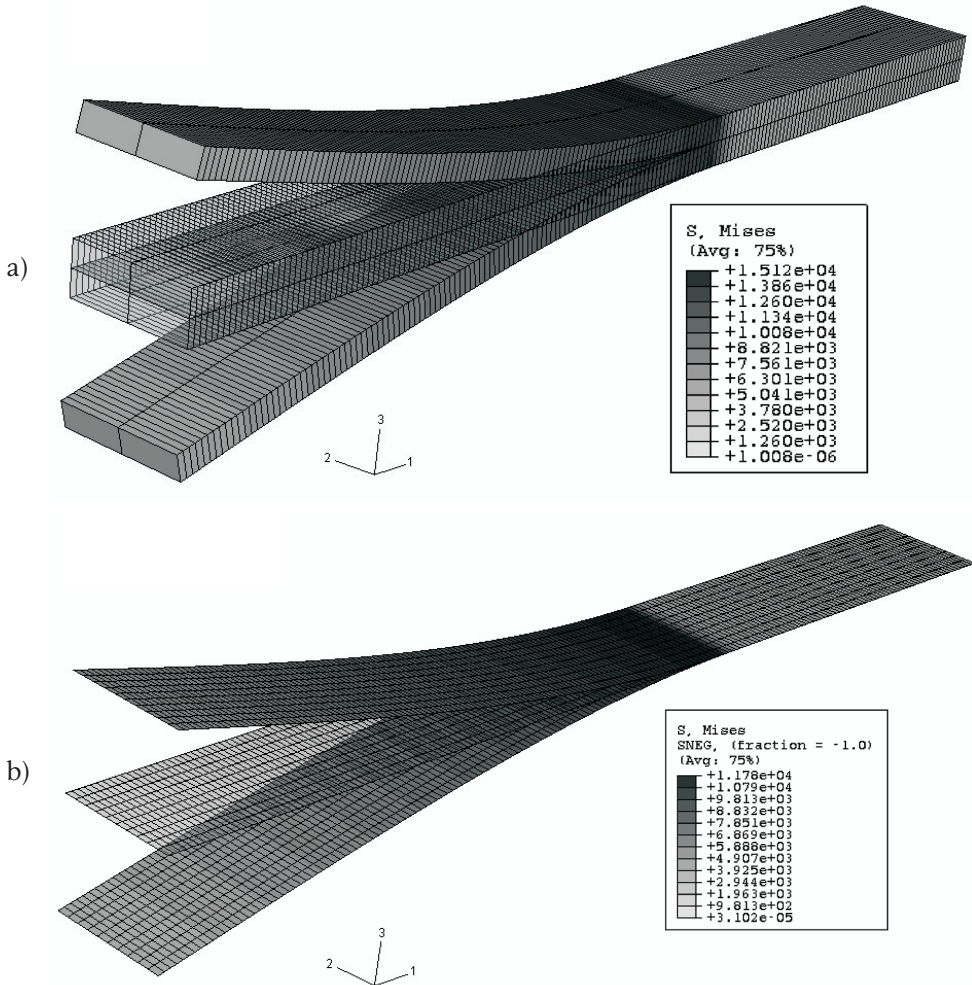 a)
S, Mises
(Avg: 75%)
+1.512e+04
+1.386e+04
+1.260e+04
+1.134e+04
+1.008e+04
+8.821e+03
+7.561e+03
+6.301e+03
+5.041e+03
+3.780e+03
+2.520e+03
+1.260e+03
+1.008e-06
3
2
1
b)
S, Mises
SNEG, (fraction = -1.0)
(Avg: 75%)
+1.178e+04
+1.079e+04
+9.813e+03
+8.832e+03
+7.851e+03
+6.869e+03
+5.888e+03
+4.907e+03
+3.925e+03
+2.944e+03
+1.963e+03
+9.813e+02
+3.102e-05
3
2
1